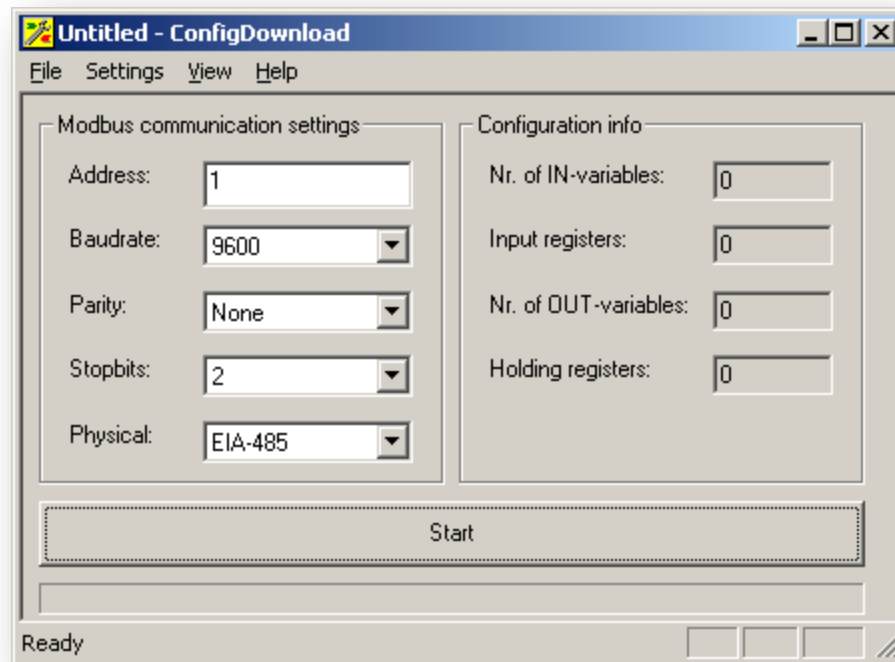 Untitled - ConfigDownload
File Settings View Help
Modbus communication settings
Address: 1
Baudrate: 9600
Parity: None
Stopbits: 2
Physical: EIA-485
Configuration info
Nr. of IN-variables: 0
Input registers: 0
Nr. of OUT-variables: 0
Holding registers: 0
Start
Ready